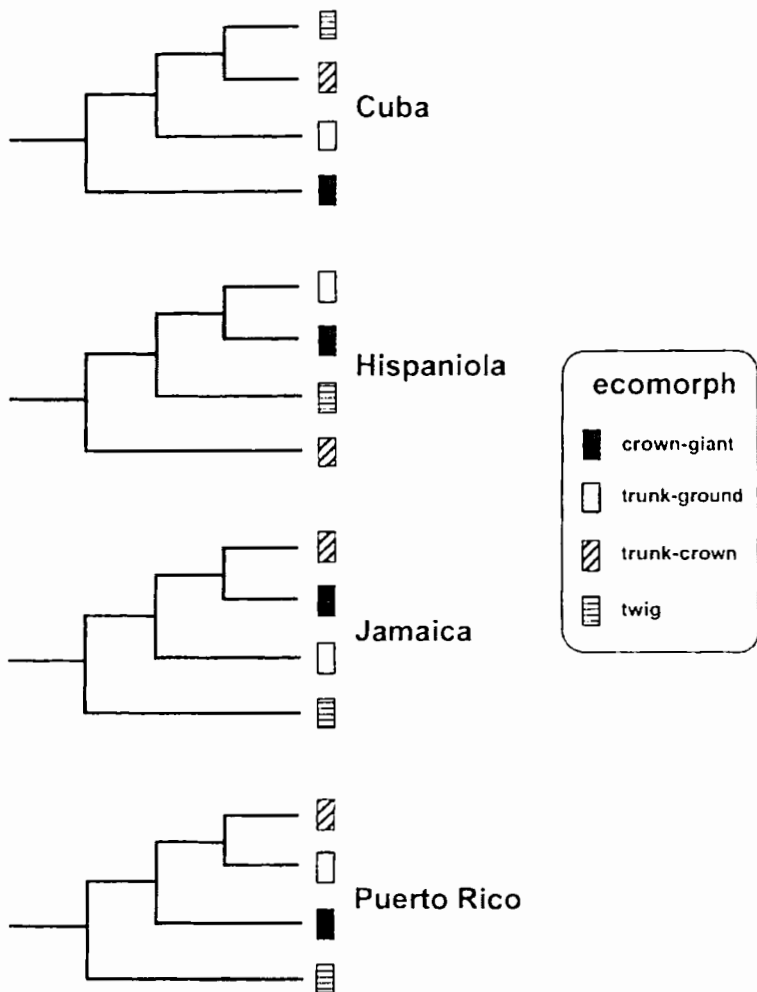 Cuba
Hispaniola
Jamaica
Puerto Rico
ecomorph
crown-giant
trunk-ground
trunk-crown
twig